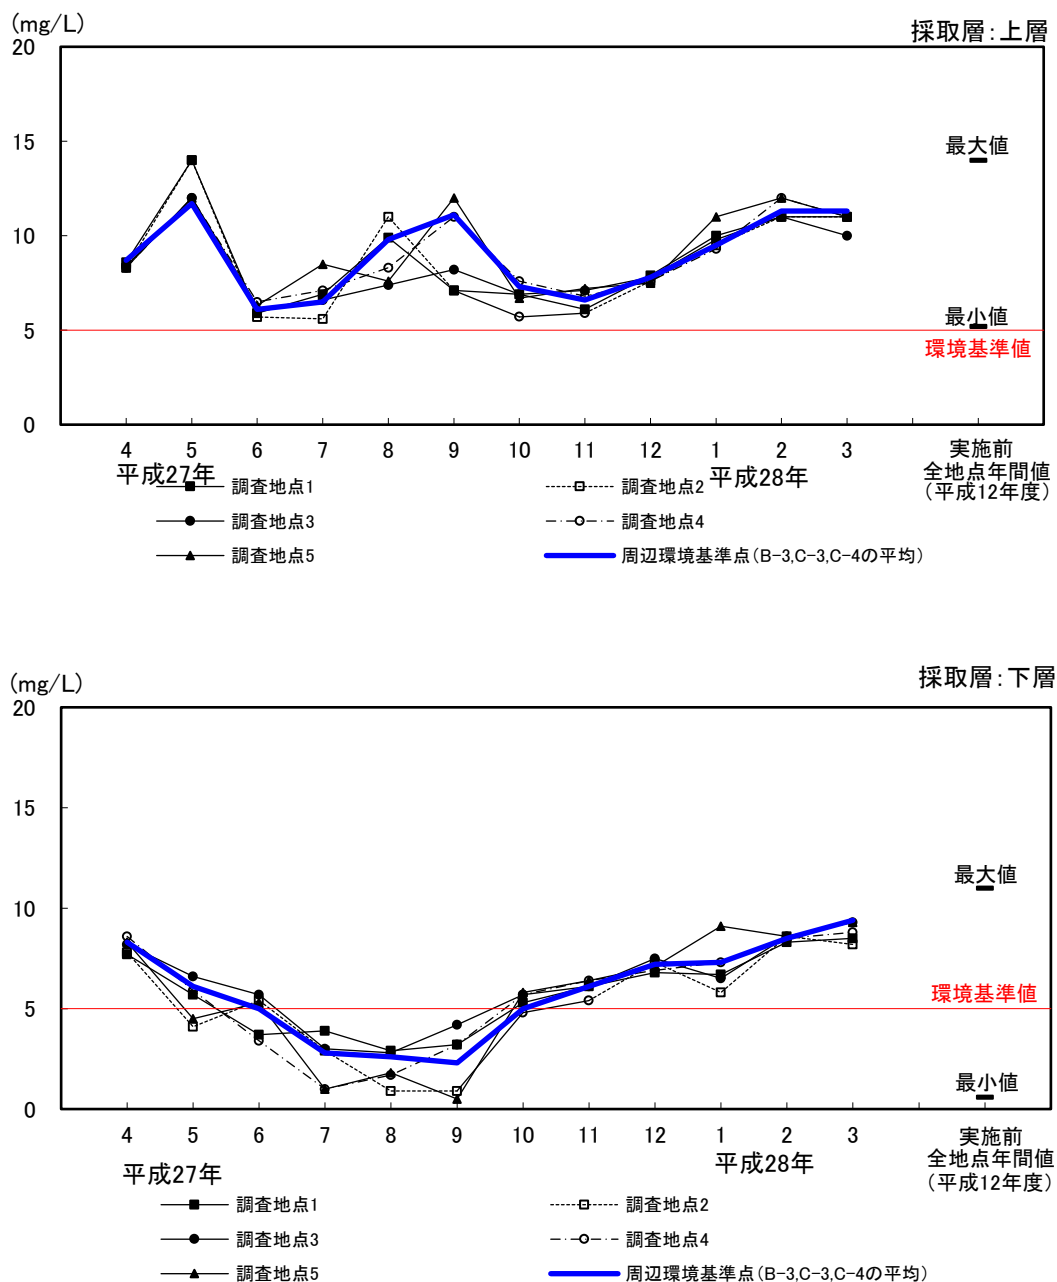 (mg/L)
採取層：上層
20
15
10
5
0
最大値
最小値
環境基準値
4 5 6 7 8 9 10 11 12 1 2 3
平成27年
平成28年
実施前
全地点年間値
（平成12年度）
調査地点1
調査地点2
調査地点3
調査地点4
調査地点5
周辺環境基準点（B-3,C-3,C-4の平均）
(mg/L)
採取層：下層
20
15
10
5
0
最大値
環境基準値
最小値
4 5 6 7 8 9 10 11 12 1 2 3
平成27年
平成28年
実施前
全地点年間値
（平成12年度）
調査地点1
調査地点2
調査地点3
調査地点4
調査地点5
周辺環境基準点（B-3,C-3,C-4の平均）